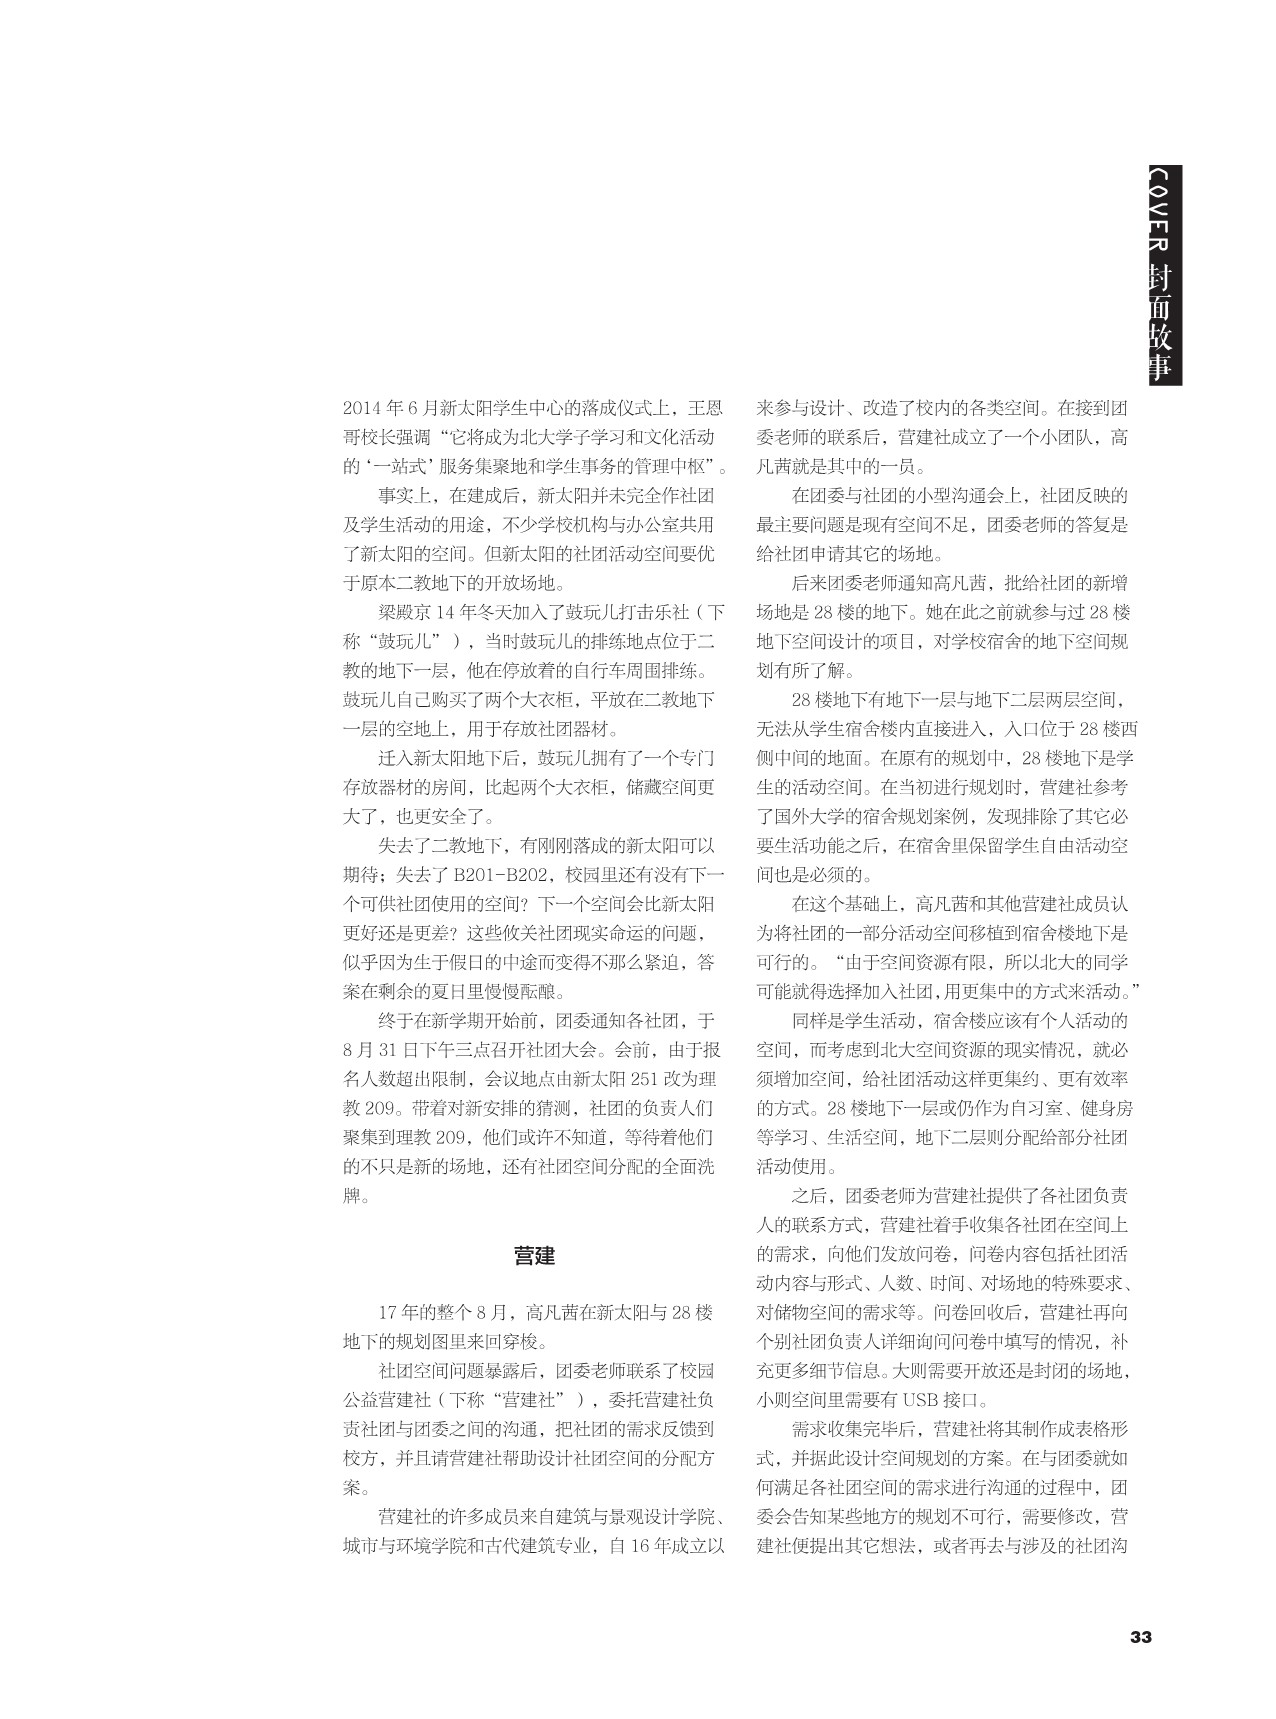 COVER 封面故事
2014 年 6 月新太阳学生中心的落成仪式上，王恩
哥校长强调“它将成为北大学子学习和文化活动
的‘一站式’服务集聚地和学生事务的管理中枢”。
事实上，在建成后，新太阳并未完全作社团
及学生活动的用途，不少学校机构与办公室共用
了新太阳的空间。但新太阳的社团活动空间要优
于原本二教地下的开放场地。
梁殿京 14 年冬天加入了鼓玩儿打击乐社（下
称“鼓玩儿”），当时鼓玩儿的排练地点位于二
教的地下一层，他在停放着的自行车周围排练。
鼓玩儿自己购买了两个大衣柜，平放在二教地下
一层的空地上，用于存放社团器材。
迁入新太阳地下后，鼓玩儿拥有了一个专门
存放器材的房间，比起两个大衣柜，储藏空间更
大了，也更安全了。
失去了二教地下，有刚刚落成的新太阳可以
期待；失去了 B201-B202，校园里还有没有下一
个可供社团使用的空间？下一个空间会比新太阳
更好还是更差？这些攸关社团现实命运的问题，
似乎因为生于假日的中途而变得不那么紧迫，答
案在剩余的夏日里慢慢酝酿。
终于在新学期开始前，团委通知各社团，于
8 月 31 日下午三点召开社团大会。会前，由于报
名人数超出限制，会议地点由新太阳 251 改为理
教 209。带着对新安排的猜测，社团的负责人们
聚集到理教 209，他们或许不知道，等待着他们
的不只是新的场地，还有社团空间分配的全面洗
牌。
营建
17 年的整个 8 月，高凡茜在新太阳与 28 楼
地下的规划图里来回穿梭。
社团空间问题暴露后，团委老师联系了校园
公益营建社（下称“营建社”），委托营建社负
责社团与团委之间的沟通，把社团的需求反馈到
校方，并且请营建社帮助设计社团空间的分配方
案。
营建社的许多成员来自建筑与景观设计学院、
城市与环境学院和古代建筑专业，自 16 年成立以
来参与设计、改造了校内的各类空间。在接到团
委老师的联系后，营建社成立了一个小团队，高
凡茜就是其中的一员。
在团委与社团的小型沟通会上，社团反映的
最主要问题是现有空间不足，团委老师的答复是
给社团申请其它的场地。
后来团委老师通知高凡茜，批给社团的新增
场地是 28 楼的地下。她在此之前就参与过 28 楼
地下空间设计的项目，对学校宿舍的地下空间规
划有所了解。
28 楼地下有地下一层与地下二层两层空间，
无法从学生宿舍楼内直接进入，入口位于 28 楼西
侧中间的地面。在原有的规划中，28 楼地下是学
生的活动空间。在当初进行规划时，营建社参考
了国外大学的宿舍规划案例，发现排除了其它必
要生活功能之后，在宿舍里保留学生自由活动空
间也是必须的。
在这个基础上，高凡茜和其他营建社成员认
为将社团的一部分活动空间移植到宿舍楼地下是
可行的。“由于空间资源有限，所以北大的同学
可能就得选择加入社团，用更集中的方式来活动。”
同样是学生活动，宿舍楼应该有个人活动的
空间，而考虑到北大空间资源的现实情况，就必
须增加空间，给社团活动这样更集约、更有效率
的方式。28 楼地下一层或仍作为自习室、健身房
等学习、生活空间，地下二层则分配给部分社团
活动使用。
之后，团委老师为营建社提供了各社团负责
人的联系方式，营建社着手收集各社团在空间上
的需求，向他们发放问卷，问卷内容包括社团活
动内容与形式、人数、时间、对场地的特殊要求、
对储物空间的需求等。问卷回收后，营建社再向
个别社团负责人详细询问问卷中填写的情况，补
充更多细节信息。大则需要开放还是封闭的场地，
小则空间里需要有 USB 接口。
需求收集完毕后，营建社将其制作成表格形
式，并据此设计空间规划的方案。在与团委就如
何满足各社团空间的需求进行沟通的过程中，团
委会告知某些地方的规划不可行，需要修改，营
建社便提出其它想法，或者再去与涉及的社团沟
33